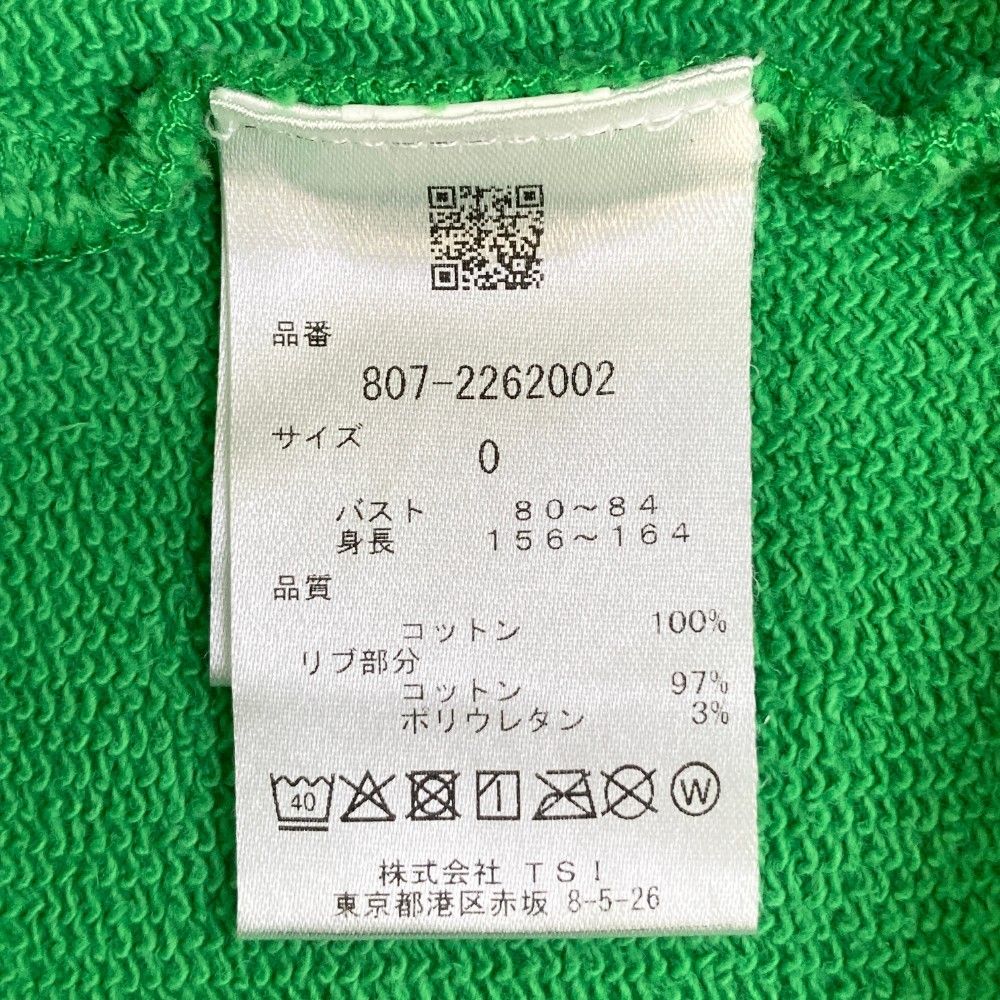 品番
807-2262002
サイズ
0
バスト 80～84
身長 156～164
品質
コットン 100%
リブ部分
コットン 97%
ポリウレタン 3%
40 W
株式会社 TSI
東京都港区赤坂 8-5-26